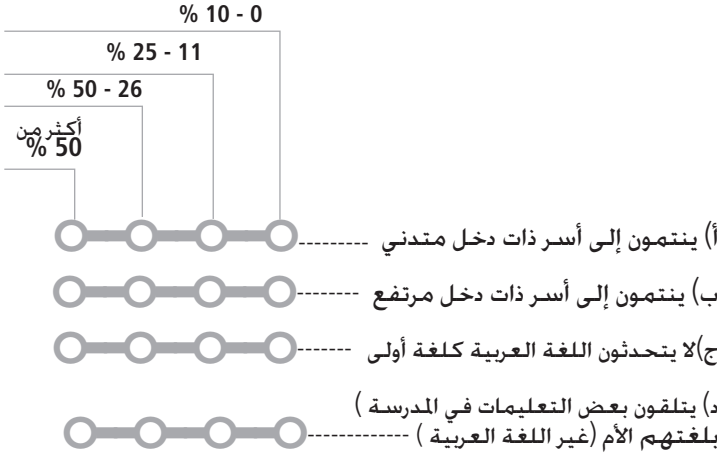 % 10 - 0
% 25 - 11
% 50 - 26
أكثر من
% 50
أ) ينتمون إلى أسر ذات دخل متدني ---------
ب) ينتمون إلى أسر ذات دخل مرتفع -------
ج)لا يتحدثون اللغة العربية كلغة أولى -------
د) يتلقون بعض التعليمات في المدرسة )
بلغتهم الأم (غير اللغة العربية ) -------------